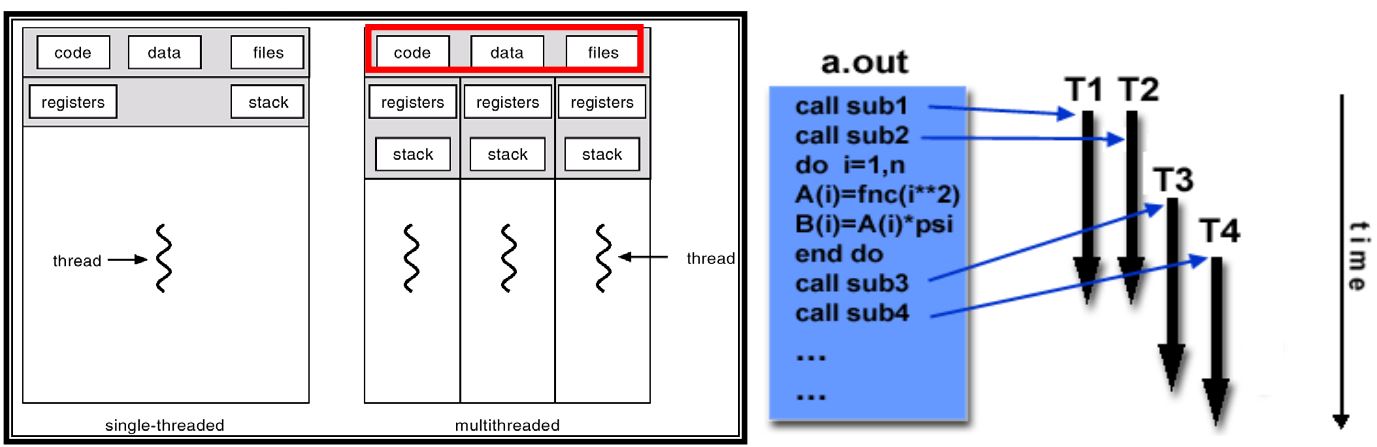 code data files
registers stack
thread
single-threaded
code data files
registers registers registers
stack stack stack
thread
multithreaded
a.out
call sub1
call sub2
do i=1,n
A(i)=fnc(i**2)
B(i)=A(i)*psi
end do
call sub3
call sub4
...
...
T1 T2
T3
T4
time